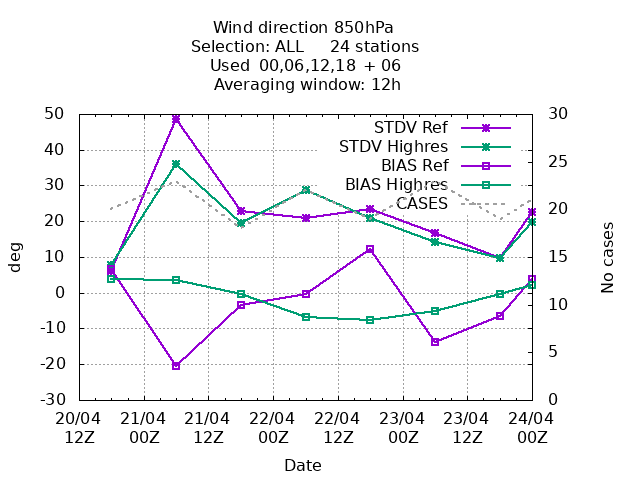 Wind direction 850hPa
Selection: ALL     24 stations
Used 00,06,12,18 + 06
Averaging window: 12h
STDV Ref
STDV Highres
BIAS Ref
BIAS Highres
CASES
50
40
30
20
10
0
-10
-20
-30
deg
30
25
20
15
10
5
0
No cases
20/04 21/04 21/04 22/04 22/04 23/04 23/04 24/04
12Z 00Z 12Z 00Z 12Z 00Z 12Z 00Z
Date